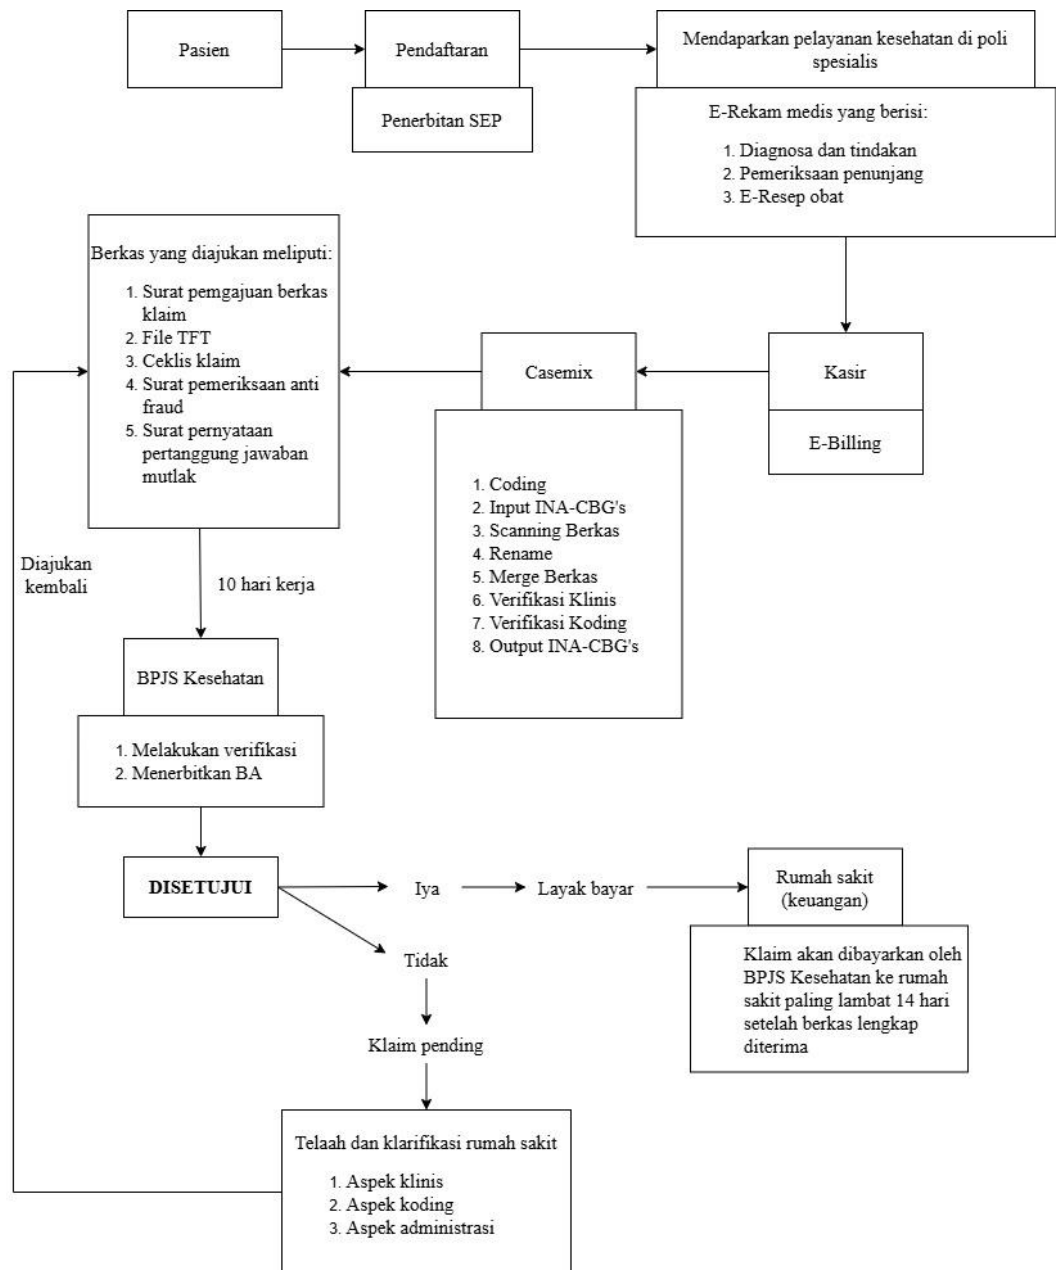 Pasien
Pendaftaran
Penerbitan SEP
Mendaparkan pelayanan kesehatan di poli
spesialis
E-Rekam medis yang berisi:
1. Diagnosa dan tindakan
2. Pemeriksaan penunjang
3. E-Resep obat
Kasir
E-Billing
Casemix
1. Coding
2. Input INA-CBG's
3. Scanning Berkas
4. Rename
5. Merge Berkas
6. Verifikasi Klinis
7. Verifikasi Koding
8. Output INA-CBG's
Berkas yang diajukan meliputi:
1. Surat pemgajuan berkas
klaim
2. File TFT
3. Ceklis klaim
4. Surat pemeriksaan anti
fraud
5. Surat pernyataan
pertanggung jawaban
mutlak
10 hari kerja
Diajukan
kembali
BPJS Kesehatan
1. Melakukan verifikasi
2. Menerbitkan BA
DISETUJUI
Iya
Layak bayar
Rumah sakit
(keuangan)
Klaim akan dibayarkan oleh
BPJS Kesehatan ke rumah
sakit paling lambat 14 hari
setelah berkas lengkap
diterima
Tidak
Klaim pending
Telaah dan klarifikasi rumah sakit
1. Aspek klinis
2. Aspek koding
3. Aspek administrasi